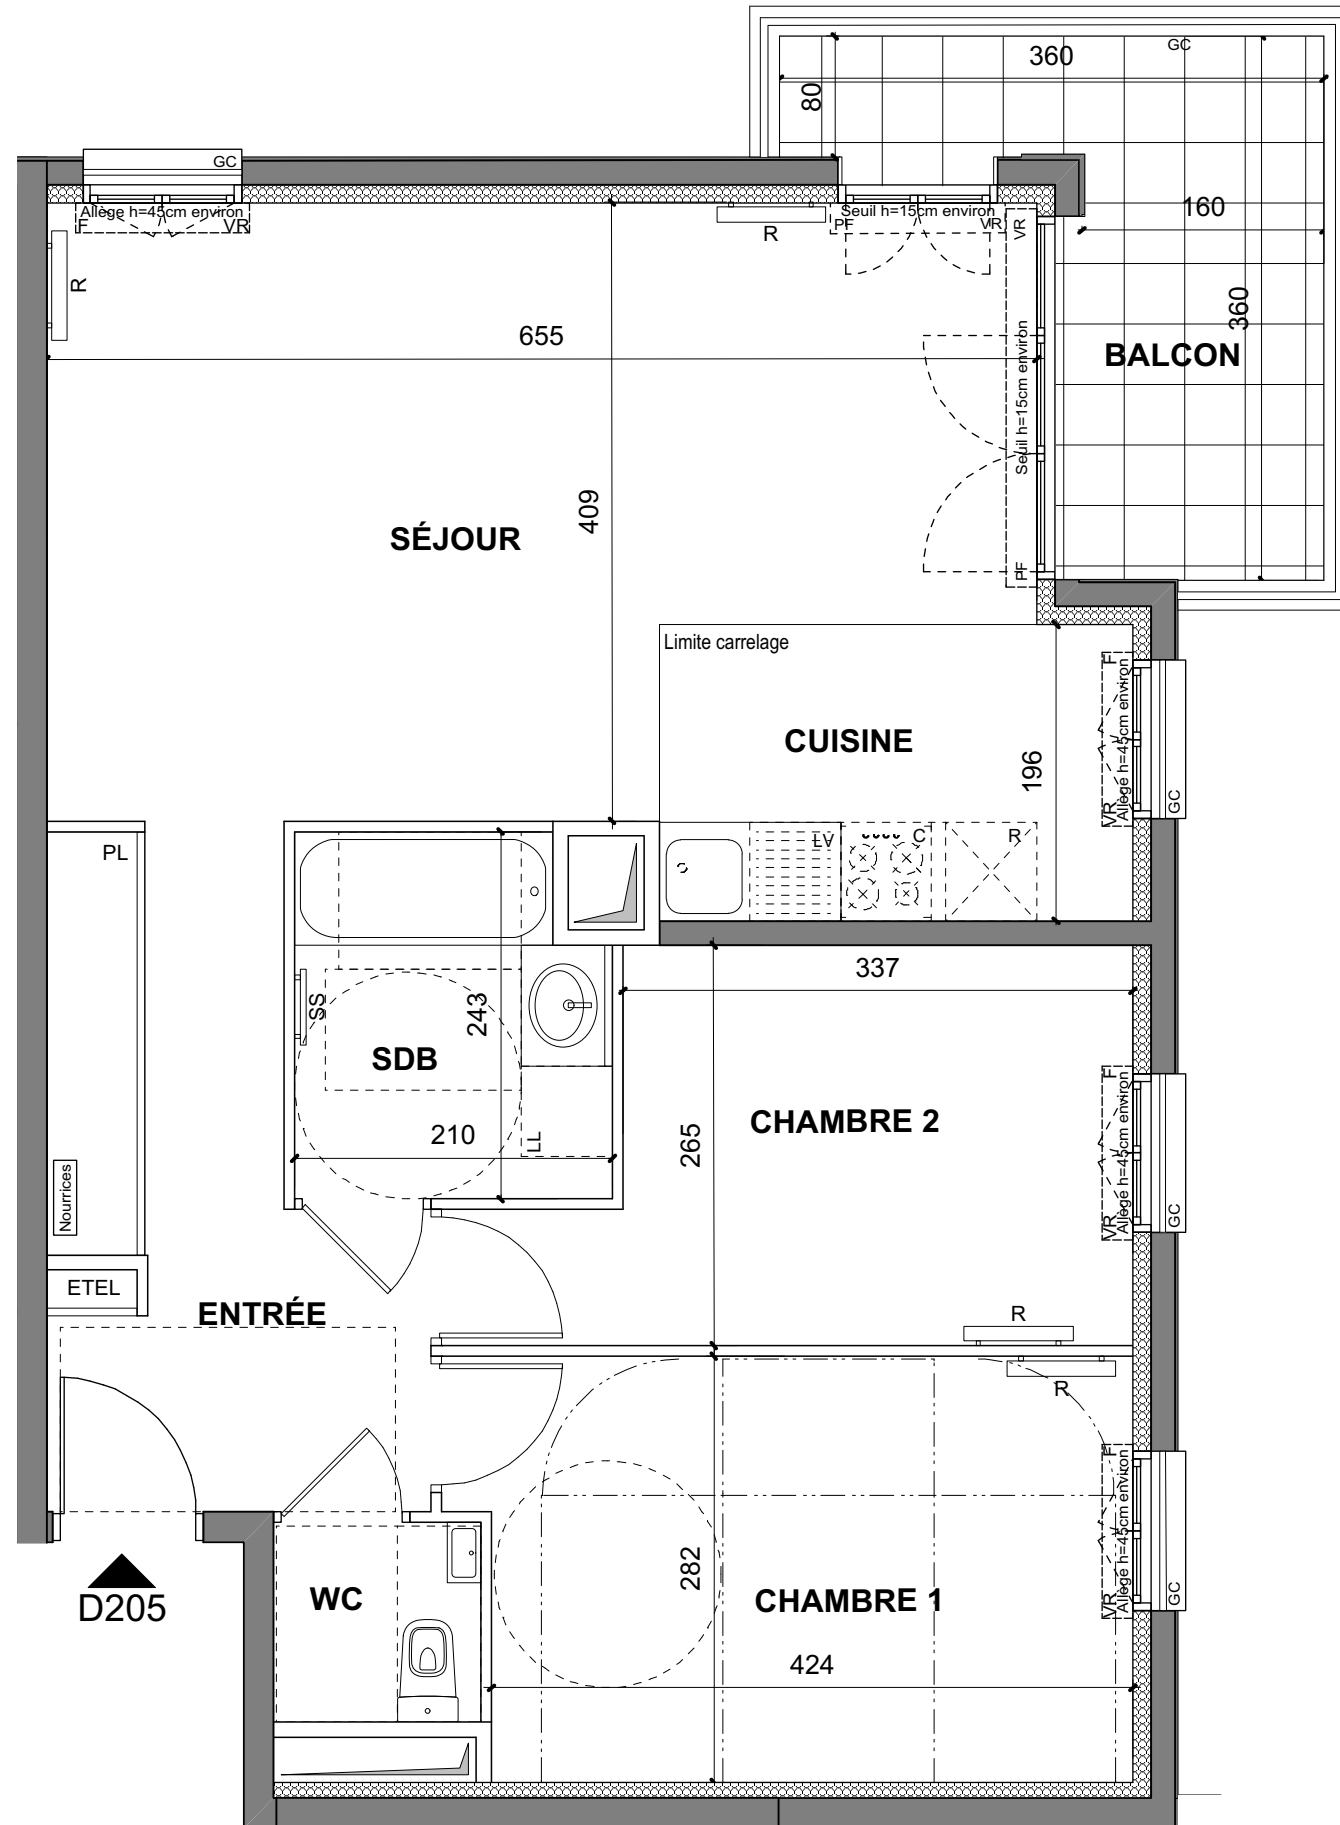 GC
360
80
GC
Allège h=45cm environ
F
VR
R
Seuil h=15cm environ
PF
VR
R
VR
Seuil h=15cm environ
PF
160
360
BALCON
655
409
SÉJOUR
Limite carrelage
CUISINE
196
F
Allège h=45cm environ
VR
GC
LV
C
R
PL
Nourrices
ETEL
SS
243
SDB
210
LL
337
265
CHAMBRE 2
F
Allège h=45cm environ
VR
GC
R
ENTRÉE
R
F
Allège h=45cm environ
VR
GC
282
CHAMBRE 1
424
WC
D205